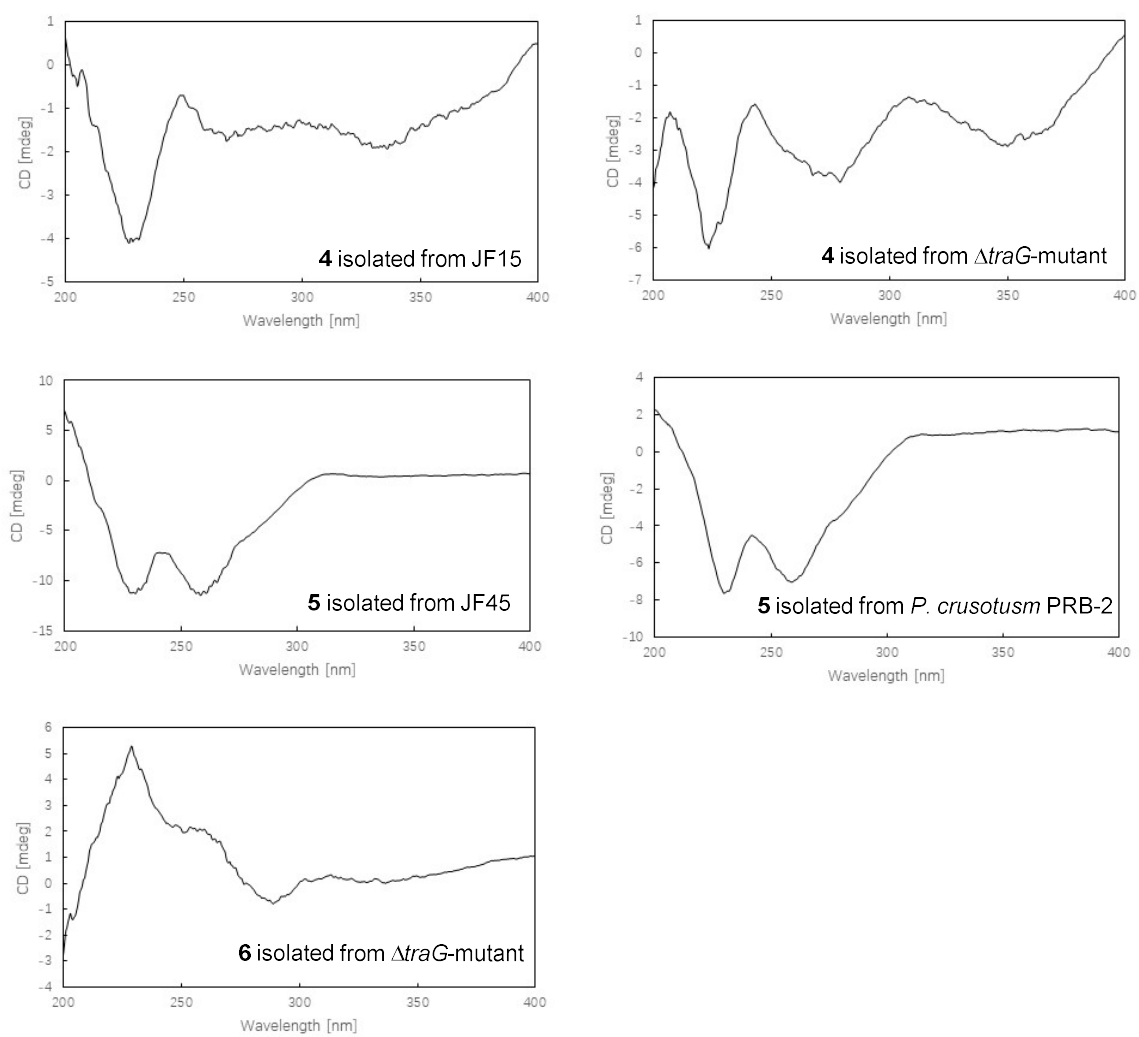 1
0
-1
-2
-3
-4
-5
CD [mdeg]
4 isolated from JF15
200 250 300 350 400
Wavelength [nm]
1
0
-1
-2
-3
-4
-5
-6
-7
CD [mdeg]
4 isolated from ΔtraG-mutant
200 250 300 350 400
Wavelength [nm]
10
5
0
-5
-10
-15
CD [mdeg]
5 isolated from JF45
200 250 300 350 400
Wavelength [nm]
4
2
0
-2
-4
-6
-8
-10
CD [mdeg]
5 isolated from P. crusotusm PRB-2
200 250 300 350 400
Wavelength [nm]
6
5
4
3
2
1
0
-1
-2
-3
-4
CD [mdeg]
6 isolated from ΔtraG-mutant
200 250 300 350 400
Wavelength [nm]